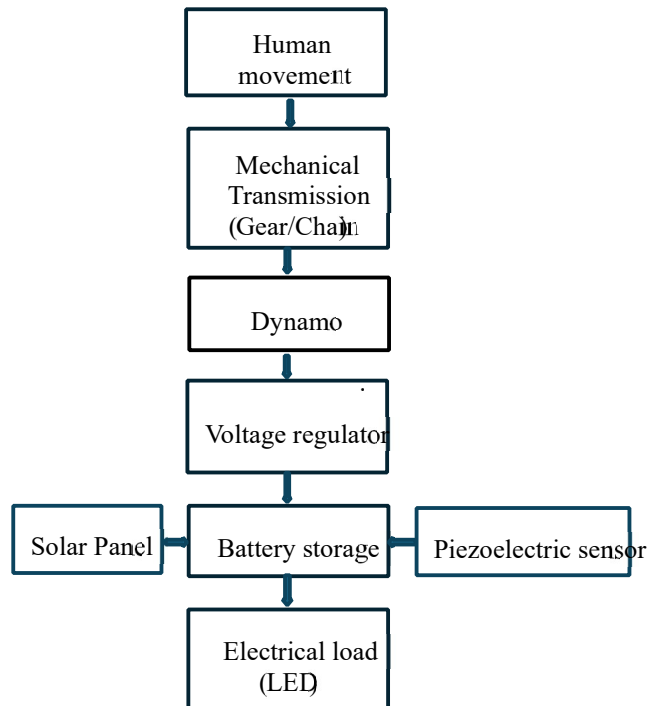 Human
movement
Mechanical
Transmission
(Gear/Chain)
Dynamo
Voltage regulator
Solar Panel
Battery storage
Piezoelectric sensor
Electrical load
(LED)